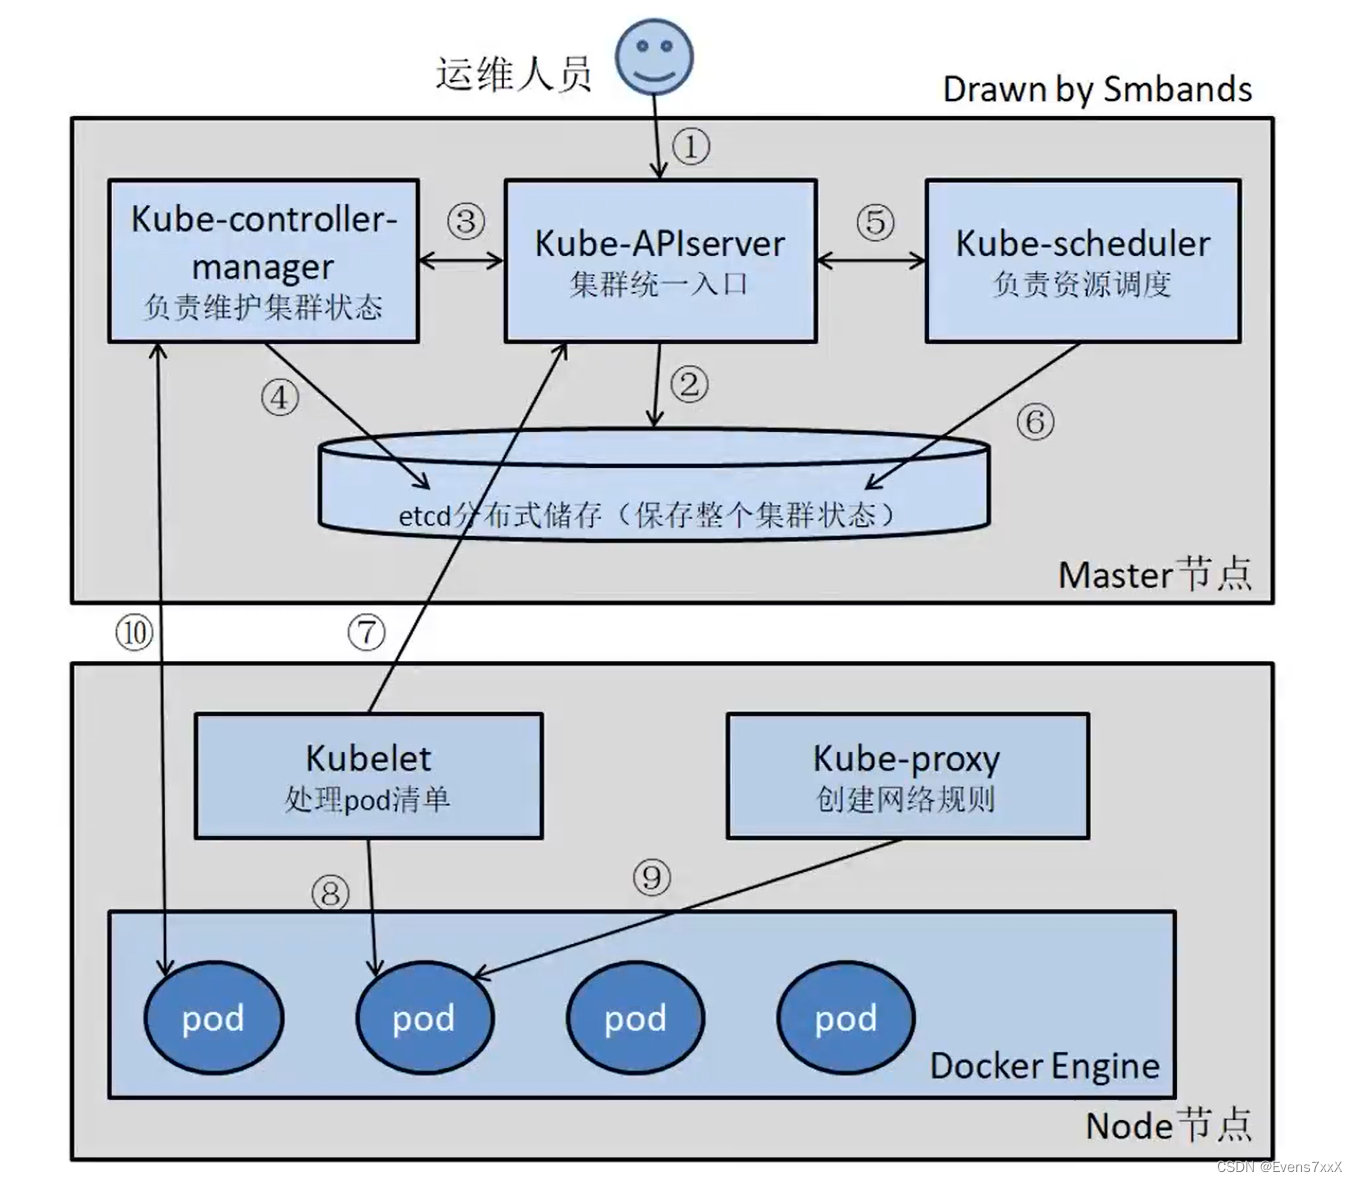 运维人员
Drawn by Smbands
①
Kube-controller-
manager
负责维护集群状态
③
Kube-APIserver
集群统一入口
⑤
Kube-scheduler
负责资源调度
④
②
⑥
etcd分布式储存（保存整个集群状态）
Master节点
⑩
⑦
Kubelet
处理pod清单
Kube-proxy
创建网络规则
⑧
⑨
pod
pod
pod
pod
Docker Engine
Node节点
CSDN @Evens7xxX